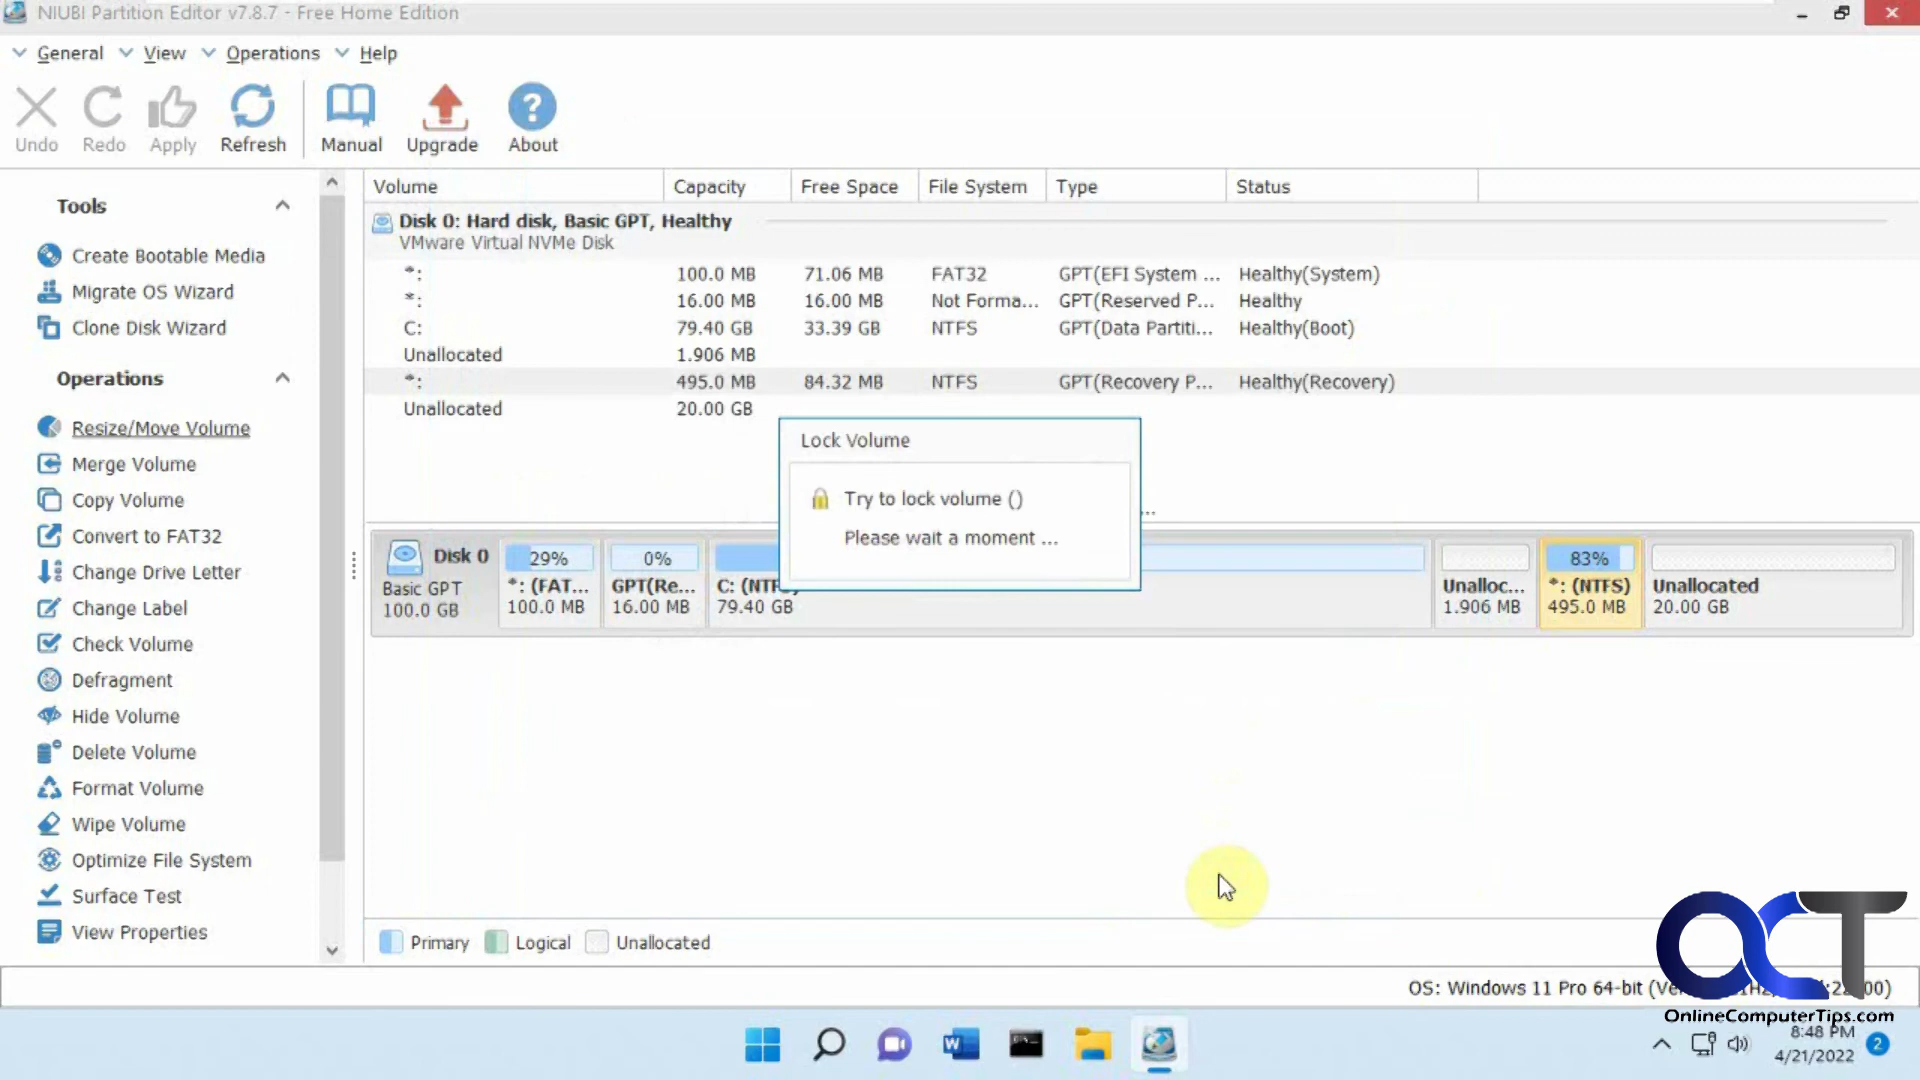 NIUBI Partition Editor v7.8.7 - Free Home Edition
General View Operations Help
Undo Redo Apply Refresh Manual Upgrade About
Tools
Create Bootable Media
Migrate OS Wizard
Clone Disk Wizard
Operations
Resize/Move Volume
Merge Volume
Copy Volume
Convert to FAT32
Change Drive Letter
Change Label
Check Volume
Defragment
Hide Volume
Delete Volume
Format Volume
Wipe Volume
Optimize File System
Surface Test
View Properties
Volume Capacity Free Space File System Type Status
Disk 0: Hard disk, Basic GPT, Healthy
VMware Virtual NVMe Disk
*: 100.0 MB 71.06 MB FAT32 GPT(EFI System ... Healthy(System)
*: 16.00 MB 16.00 MB Not Forma... GPT(Reserved P... Healthy
C: 79.40 GB 33.39 GB NTFS GPT(Data Partiti... Healthy(Boot)
Unallocated 1.906 MB
*: 495.0 MB 84.32 MB NTFS GPT(Recovery P... Healthy(Recovery)
Unallocated 20.00 GB
Lock Volume
Try to lock volume ()
Please wait a moment ...
...
Disk 0
Basic GPT
100.0 GB
29%
*: (FAT...
100.0 MB
0%
GPT(Re...
16.00 MB
C: (NTFS)
79.40 GB
Unalloc...
1.906 MB
83%
*: (NTFS)
495.0 MB
Unallocated
20.00 GB
Primary Logical Unallocated
OS: Windows 11 Pro 64-bit
OCT
OnlineComputerTips.com
8:48 PM
4/21/2022
2